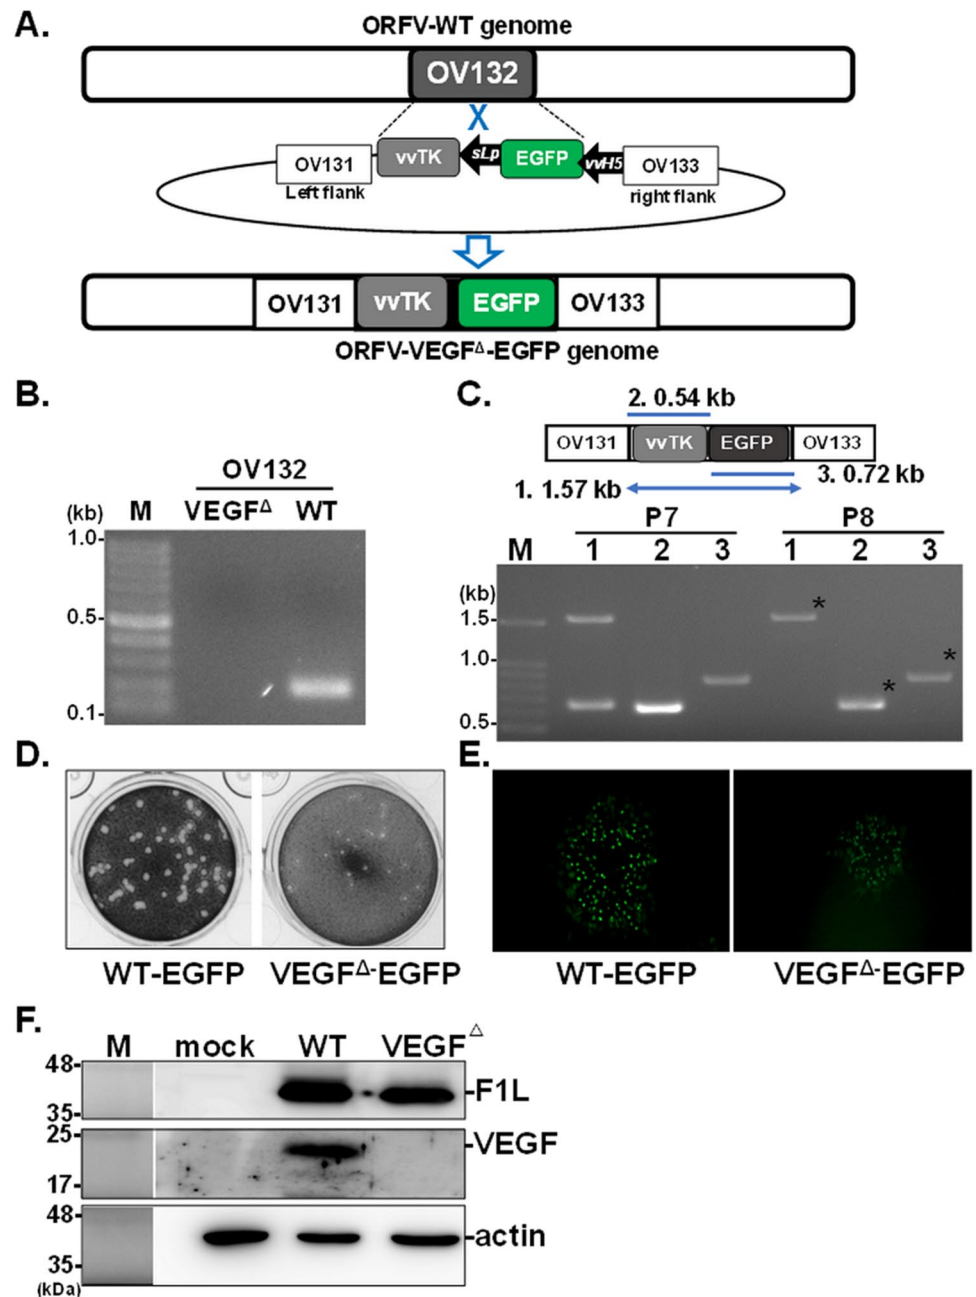 A.
ORFV-WT genome
OV132
X
OV131 vvTK sLp EGFP vvH5 OV133
Left flank right flank
OV131 vvTK EGFP OV133
ORFV-VEGFΔ-EGFP genome
B.
OV132
(kb) M VEGFΔ WT
1.0-
0.5-
0.1-
C.
2. 0.54 kb
OV131 vvTK EGFP OV133
3. 0.72 kb
1. 1.57 kb
P7 P8
M 1 2 3 1 2 3
(kb)
1.5-
1.0-
0.5-
* * *
D.
WT-EGFP VEGFΔ-EGFP
E.
WT-EGFP VEGFΔ-EGFP
F.
M mock WT VEGF△
48-
-F1L
35-
25-
-VEGF
17-
48-
-actin
35-
(kDa)